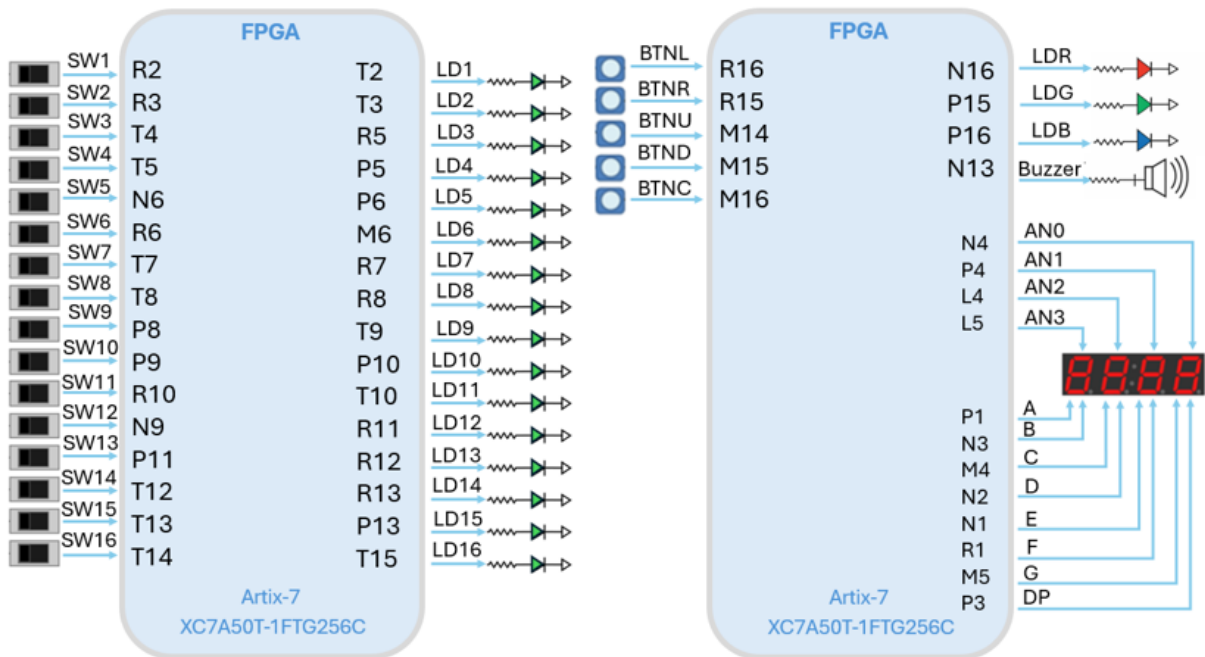 FPGA
SW1 R2 T2 LD1
SW2 R3 T3 LD2
SW3 T4 R5 LD3
SW4 T5 P5 LD4
SW5 N6 P6 LD5
SW6 R6 M6 LD6
SW7 T7 R7 LD7
SW8 T8 R8 LD8
SW9 P8 T9 LD9
SW10 P9 P10 LD10
SW11 R10 T10 LD11
SW12 N9 R11 LD12
SW13 P11 R12 LD13
SW14 T12 R13 LD14
SW15 T13 P13 LD15
SW16 T14 T15 LD16
Artix-7
XC7A50T-1FTG256C
FPGA
BTNL R16 N16 LDR
BTNR R15 P15 LDG
BTNU M14 P16 LDB
BTND M15 N13 Buzzer
BTNC M16
N4 AN0
P4 AN1
L4 AN2
L5 AN3
P1 A
N3 B
M4 C
N2 D
N1 E
R1 F
M5 G
P3 DP
Artix-7
XC7A50T-1FTG256C